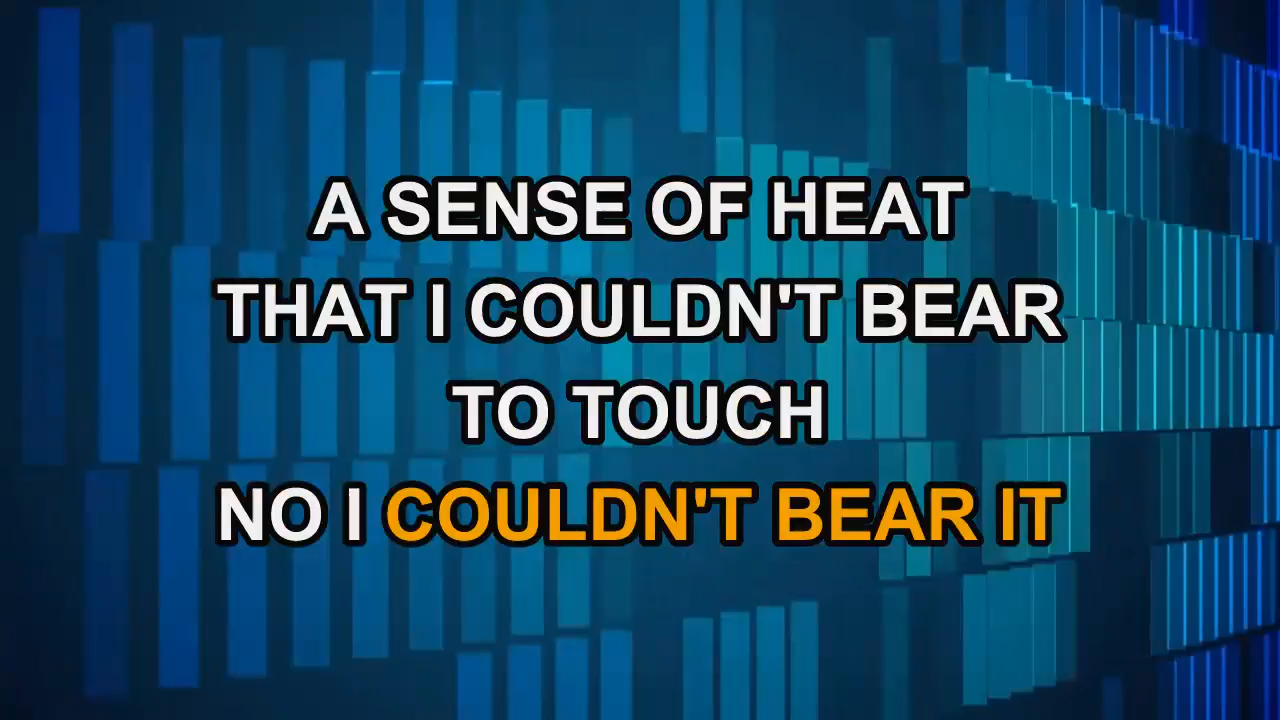 A SENSE OF HEAT
THAT I COULDN'T BEAR
TO TOUCH
NO I COULDN'T BEAR IT